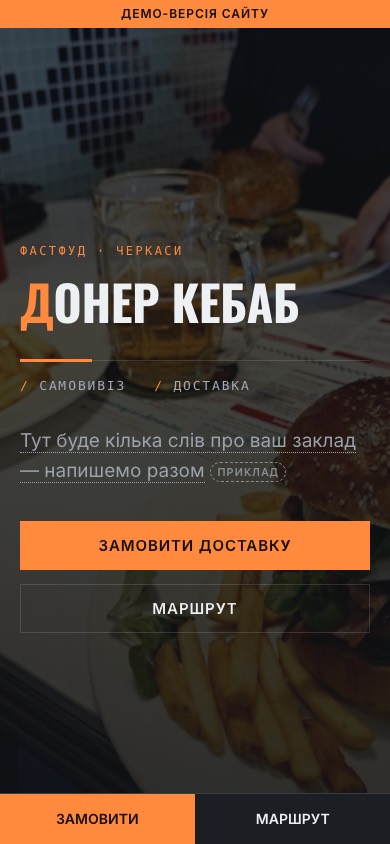 ДЕМО-ВЕРСІЯ САЙТУ
ФАСТФУД · ЧЕРКАСИ
ДОНЕР КЕБАБ
/ САМОВИВІЗ / ДОСТАВКА
Тут буде кілька слів про ваш заклад
— напишемо разом ПРИКЛАД
ЗАМОВИТИ ДОСТАВКУ
МАРШРУТ
ЗАМОВИТИ МАРШРУТ